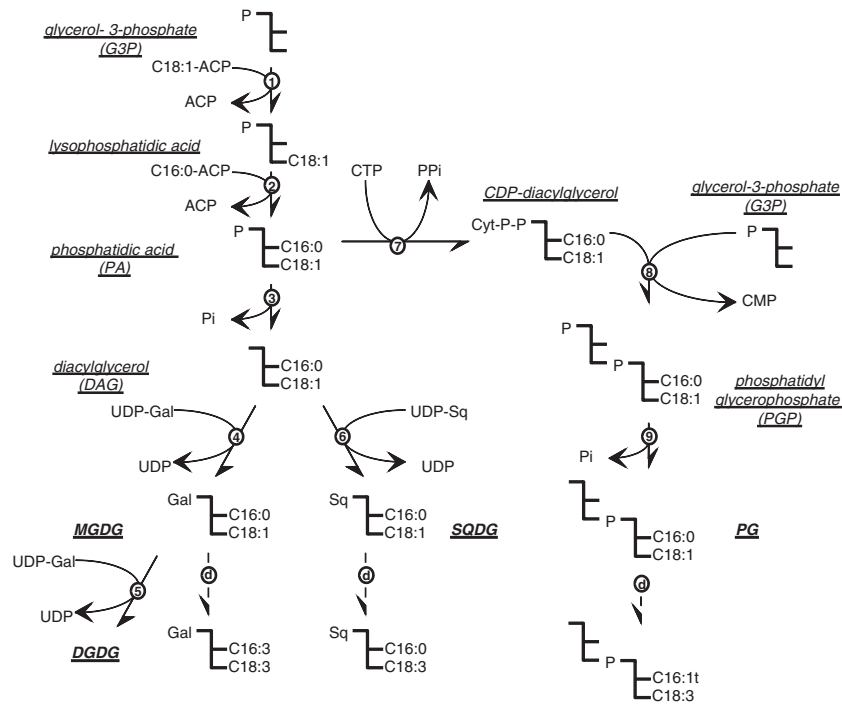 glycerol- 3-phosphate
(G3P)
P
C18:1-ACP
1
ACP
lysophosphatidic acid
P
C18:1
C16:0-ACP
2
ACP
phosphatidic acid
(PA)
P
C16:0
C18:1
CTP
PPi
7
CDP-diacylglycerol
Cyt-P-P
C16:0
C18:1
glycerol-3-phosphate
(G3P)
P
8
CMP
3
Pi
diacylglycerol
(DAG)
C16:0
C18:1
P
P
C16:0
C18:1
phosphatidyl
glycerophosphate
(PGP)
UDP-Gal
4
UDP
UDP-Sq
6
UDP
9
Pi
MGDG
Gal
C16:0
C18:1
Sq
C16:0
C18:1
SQDG
P
C16:0
C18:1
PG
UDP-Gal
5
UDP
DGDG
d
d
d
Gal
C16:3
C18:3
Sq
C16:0
C18:3
P
C16:1t
C18:3